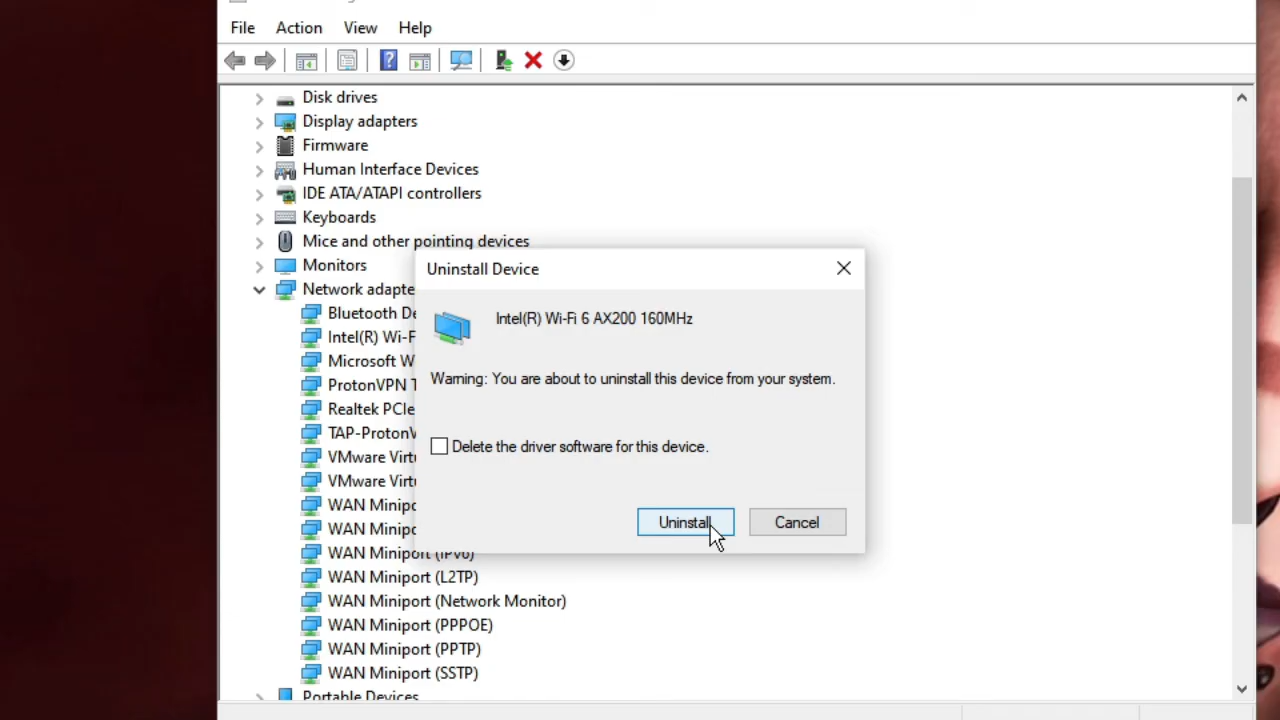 File Action View Help
Disk drives
Display adapters
Firmware
Human Interface Devices
IDE ATA/ATAPI controllers
Keyboards
Mice and other pointing devices
Monitors
Network adapte
Bluetooth De
Intel(R) Wi-F
Microsoft W
ProtonVPN T
Realtek PCIe
TAP-ProtonV
VMware Virtu
VMware Virtu
WAN Minipo
WAN Minipo
WAN Miniport (IPv6)
WAN Miniport (L2TP)
WAN Miniport (Network Monitor)
WAN Miniport (PPPOE)
WAN Miniport (PPTP)
WAN Miniport (SSTP)
Portable Devices
Uninstall Device
Intel(R) Wi-Fi 6 AX200 160MHz
Warning: You are about to uninstall this device from your system.
Delete the driver software for this device.
Uninstall Cancel